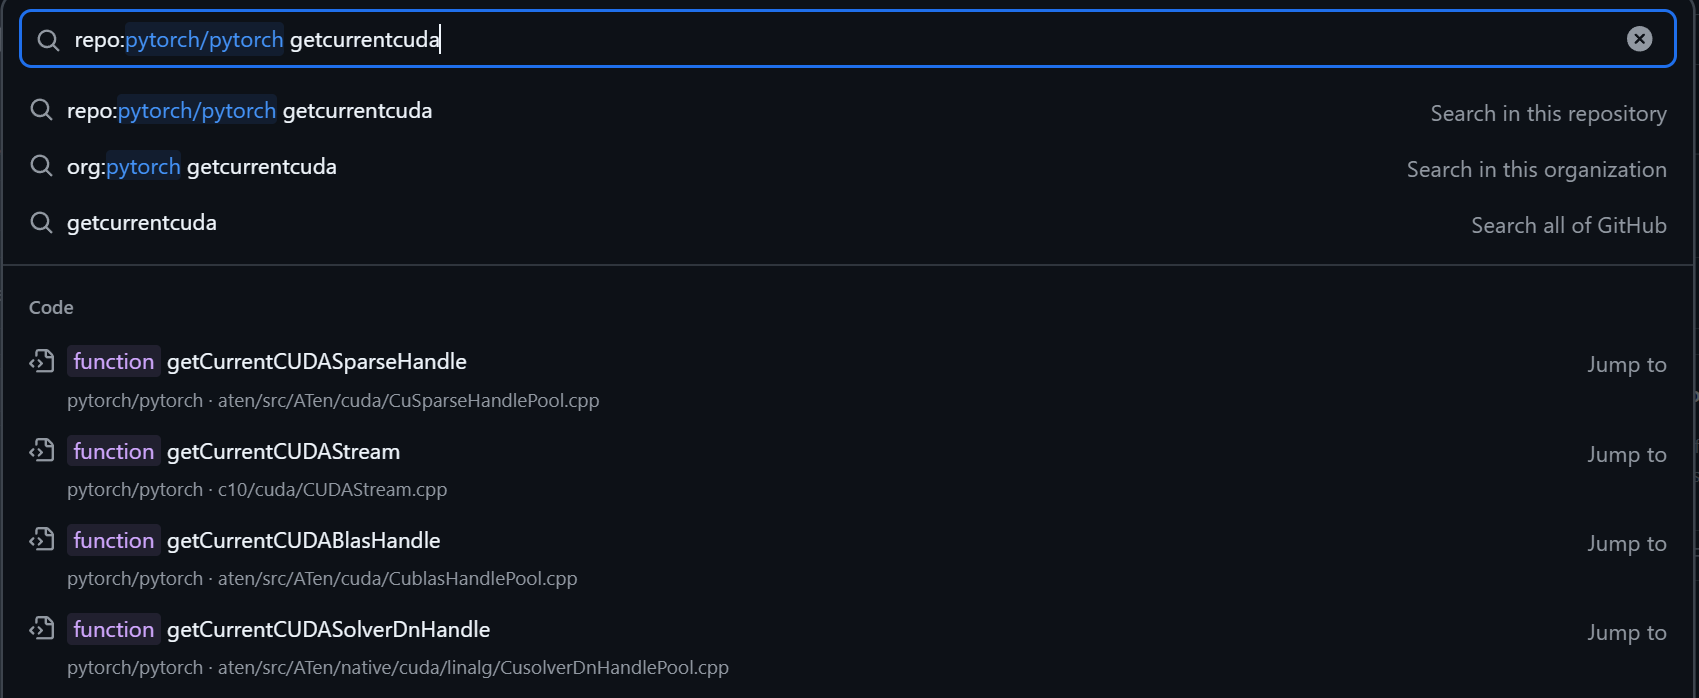 repo:pytorch/pytorch getcurrentcuda
repo:pytorch/pytorch getcurrentcuda Search in this repository
org:pytorch getcurrentcuda Search in this organization
getcurrentcuda Search all of GitHub
Code
function getCurrentCUDASparseHandle Jump to
pytorch/pytorch · aten/src/ATen/cuda/CuSparseHandlePool.cpp
function getCurrentCUDAStream Jump to
pytorch/pytorch · c10/cuda/CUDAStream.cpp
function getCurrentCUDABlasHandle Jump to
pytorch/pytorch · aten/src/ATen/cuda/CublasHandlePool.cpp
function getCurrentCUDASolverDnHandle Jump to
pytorch/pytorch · aten/src/ATen/native/cuda/linalg/CusolverDnHandlePool.cpp